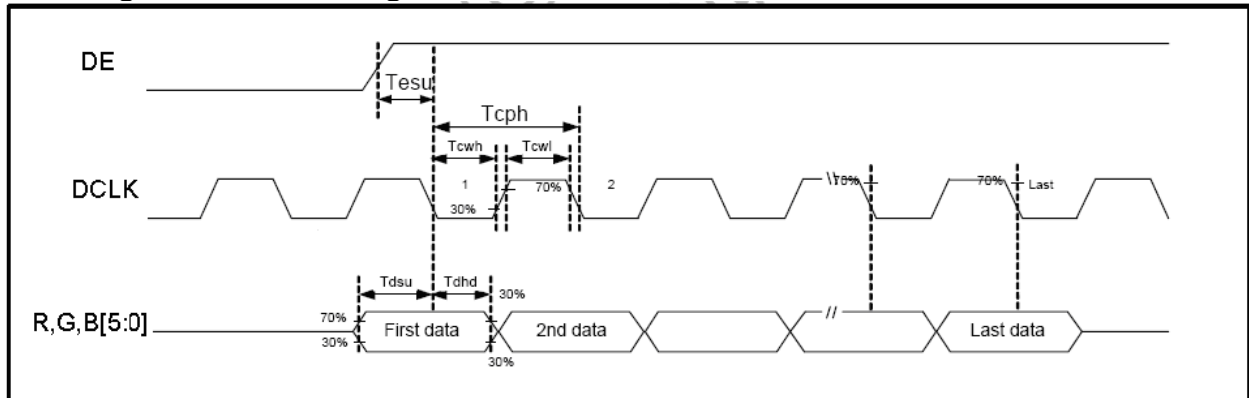 DE
Tesu
Tcph
Tcwh Tcwl
DCLK 1 70% 2 70% 70% Last
30%
Tdsu Tdhd 30%
70%
R,G,B[5:0] First data 2nd data // Last data
30%
30%